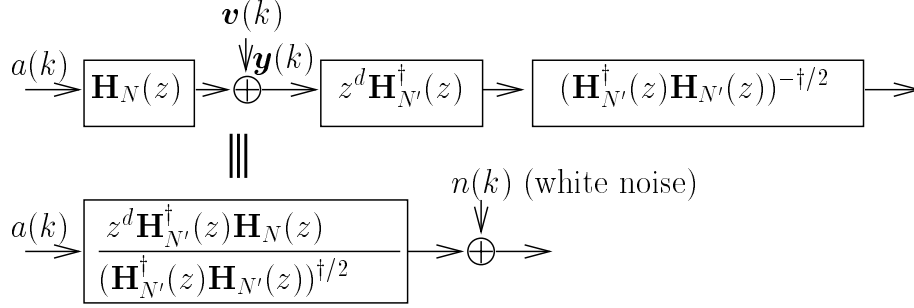 𝒗(k)
a(k)
𝐇_N(z)
⊕
𝒚(k)
z^d 𝐇^†_{N′}(z)
(𝐇^†_{N′}(z)𝐇_{N′}(z))^{−†/2}
|||
n(k) (white noise)
a(k)
z^d 𝐇^†_{N′}(z)𝐇_N(z)
(𝐇^†_{N′}(z)𝐇_{N′}(z))^{†/2}
⊕